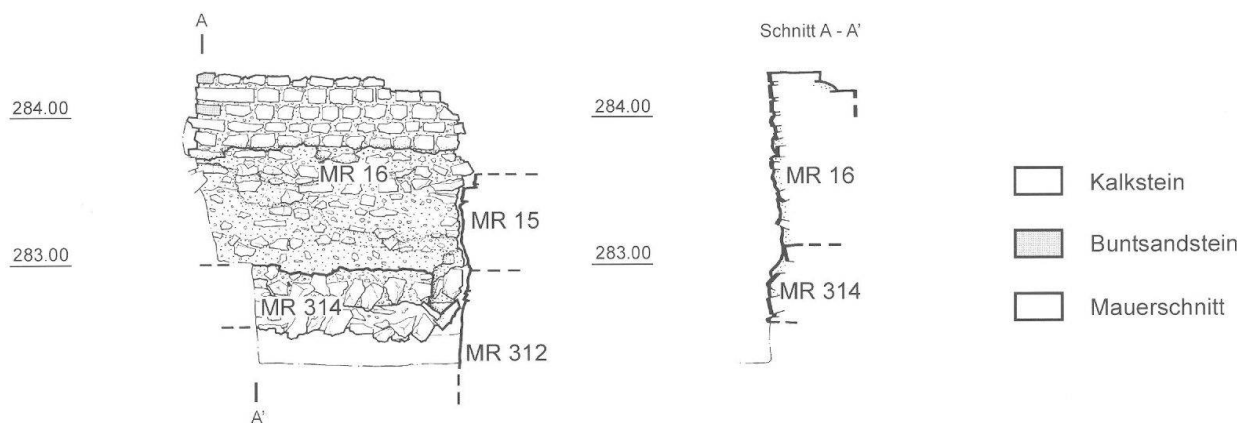 A
284.00
MR 16
MR 15
283.00
MR 314
MR 312
A'
Schnitt A - A'
284.00
MR 16
283.00
MR 314
Kalkstein
Buntsandstein
Mauerschnitt